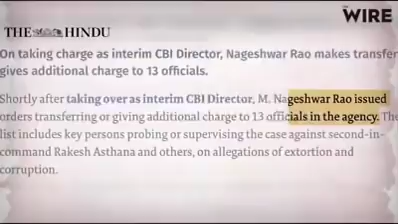 THE HINDU
THE WIRE
On taking charge as interim CBI Director, Nageshwar Rao makes transfer
gives additional charge to 13 officials.
Shortly after taking over as interim CBI Director, M. Nageshwar Rao issued
orders transferring or giving additional charge to 13 officials in the agency. The
list includes key persons probing or supervising the case against second-in-
command Rakesh Asthana and others, on allegations of extortion and
corruption.